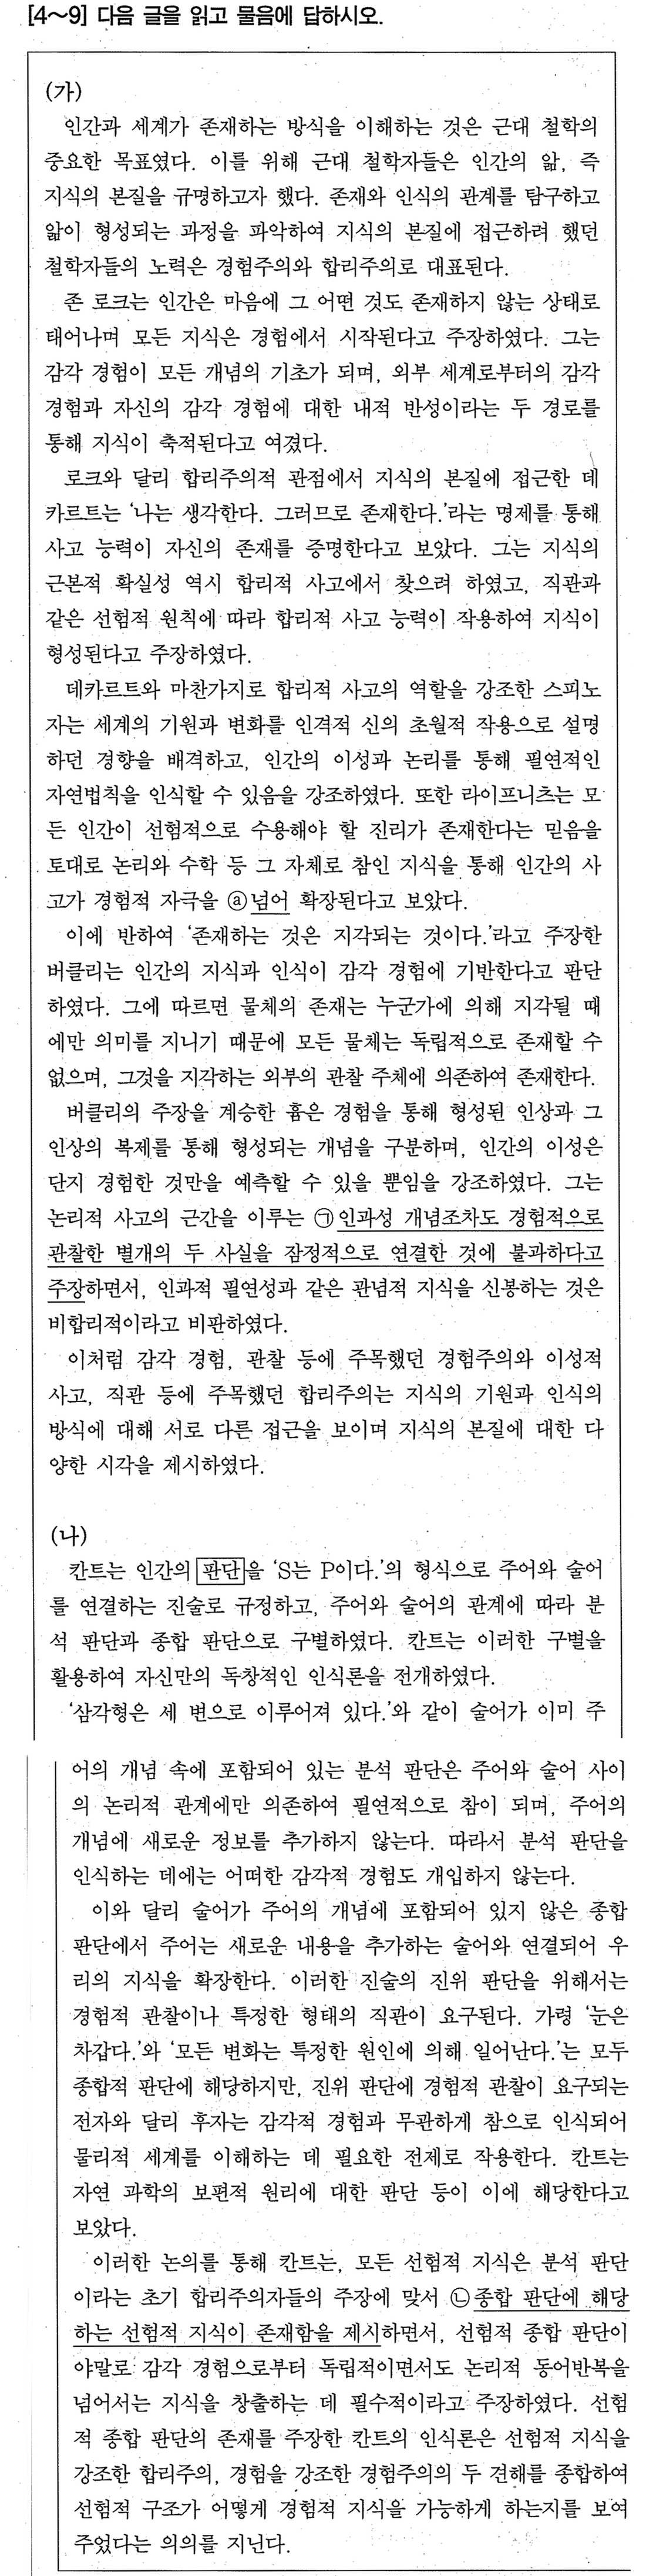 [4~9] 다음 글을 읽고 물음에 답하시오.
(가)
인간과 세계가 존재하는 방식을 이해하는 것은 근대 철학의
중요한 목표였다. 이를 위해 근대 철학자들은 인간의 앎, 즉
지식의 본질을 규명하고자 했다. 존재와 인식의 관계를 탐구하고
앎이 형성되는 과정을 파악하여 지식의 본질에 접근하려 했던
철학자들의 노력은 경험주의와 합리주의로 대표된다.
존 로크는 인간은 마음에 그 어떤 것도 존재하지 않는 상태로
태어나며 모든 지식은 경험에서 시작된다고 주장하였다. 그는
감각 경험이 모든 개념의 기초가 되며, 외부 세계로부터의 감각
경험과 자신의 감각 경험에 대한 내적 반성이라는 두 경로를
통해 지식이 축적된다고 여겼다.
로크와 달리 합리주의적 관점에서 지식의 본질에 접근한 데
카르트는 '나는 생각한다. 그러므로 존재한다.'라는 명제를 통해
사고 능력이 자신의 존재를 증명한다고 보았다. 그는 지식의
근본적 확실성 역시 합리적 사고에서 찾으려 하였고, 직관과
같은 선험적 원칙에 따라 합리적 사고 능력이 작용하여 지식이
형성된다고 주장하였다.
데카르트와 마찬가지로 합리적 사고의 역할을 강조한 스피노
자는 세계의 기원과 변화를 인격적 신의 초월적 작용으로 설명
하던 경향을 배격하고, 인간의 이성과 논리를 통해 필연적인
자연법칙을 인식할 수 있음을 강조하였다. 또한 라이프니츠는 모
든 인간이 선험적으로 수용해야 할 진리가 존재한다는 믿음을
토대로 논리와 수학 등 그 자체로 참인 지식을 통해 인간의 사
고가 경험적 자극을 ⓐ넘어 확장된다고 보았다.
이에 반하여 '존재하는 것은 지각되는 것이다.'라고 주장한
버클리는 인간의 지식과 인식이 감각 경험에 기반한다고 판단
하였다. 그에 따르면 물체의 존재는 누군가에 의해 지각될 때
에만 의미를 지니기 때문에 모든 물체는 독립적으로 존재할 수
없으며, 그것을 지각하는 외부의 관찰 주체에 의존하여 존재한다.
버클리의 주장을 계승한 흄은 경험을 통해 형성된 인상과 그
인상의 복제를 통해 형성되는 개념을 구분하며, 인간의 이성은
단지 경험한 것만을 예측할 수 있을 뿐임을 강조하였다. 그는
논리적 사고의 근간을 이루는 ㉠인과성 개념조차도 경험적으로
관찰한 별개의 두 사실을 잠정적으로 연결한 것에 불과하다고
주장하면서, 인과적 필연성과 같은 관념적 지식을 신봉하는 것은
비합리적이라고 비판하였다.
이처럼 감각 경험, 관찰 등에 주목했던 경험주의와 이성적
사고, 직관 등에 주목했던 합리주의는 지식의 기원과 인식의
방식에 대해 서로 다른 접근을 보이며 지식의 본질에 대한 다
양한 시각을 제시하였다.
(나)
칸트는 인간의 판단을 'S는 P이다.'의 형식으로 주어와 술어
를 연결하는 진술로 규정하고, 주어와 술어의 관계에 따라 분
석 판단과 종합 판단으로 구별하였다. 칸트는 이러한 구별을
활용하여 자신만의 독창적인 인식론을 전개하였다.
'삼각형은 세 변으로 이루어져 있다.'와 같이 술어가 이미 주
어의 개념 속에 포함되어 있는 분석 판단은 주어와 술어 사이
의 논리적 관계에만 의존하여 필연적으로 참이 되며, 주어의
개념에 새로운 정보를 추가하지 않는다. 따라서 분석 판단을
인식하는 데에는 어떠한 감각적 경험도 개입하지 않는다.
이와 달리 술어가 주어의 개념에 포함되어 있지 않은 종합
판단에서 주어는 새로운 내용을 추가하는 술어와 연결되어 우
리의 지식을 확장한다. 이러한 진술의 진위 판단을 위해서는
경험적 관찰이나 특정한 형태의 직관이 요구된다. 가령 '눈은
차갑다.'와 '모든 변화는 특정한 원인에 의해 일어난다.'는 모두
종합적 판단에 해당하지만, 진위 판단에 경험적 관찰이 요구되는
전자와 달리 후자는 감각적 경험과 무관하게 참으로 인식되어
물리적 세계를 이해하는 데 필요한 전제로 작용한다. 칸트는
자연 과학의 보편적 원리에 대한 판단 등이 이에 해당한다고
보았다.
이러한 논의를 통해 칸트는, 모든 선험적 지식은 분석 판단
이라는 초기 합리주의자들의 주장에 맞서 ㉡종합 판단에 해당
하는 선험적 지식이 존재함을 제시하면서, 선험적 종합 판단이
야말로 감각 경험으로부터 독립적이면서도 논리적 동어반복을
넘어서는 지식을 창출하는 데 필수적이라고 주장하였다. 선험
적 종합 판단의 존재를 주장한 칸트의 인식론은 선험적 지식을
강조한 합리주의, 경험을 강조한 경험주의의 두 견해를 종합하여
선험적 구조가 어떻게 경험적 지식을 가능하게 하는지를 보여
주었다는 의의를 지닌다.